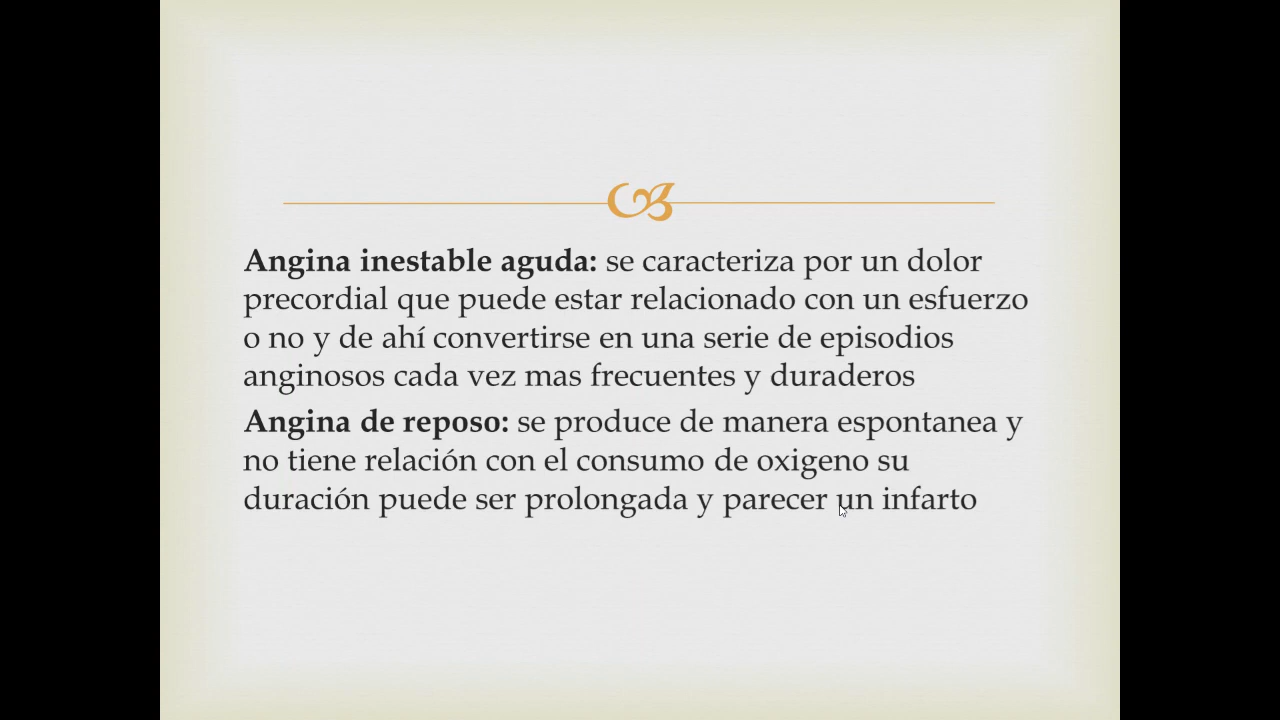 Angina inestable aguda: se caracteriza por un dolor
precordial que puede estar relacionado con un esfuerzo
o no y de ahí convertirse en una serie de episodios
anginosos cada vez mas frecuentes y duraderos
Angina de reposo: se produce de manera espontanea y
no tiene relación con el consumo de oxigeno su
duración puede ser prolongada y parecer un infarto